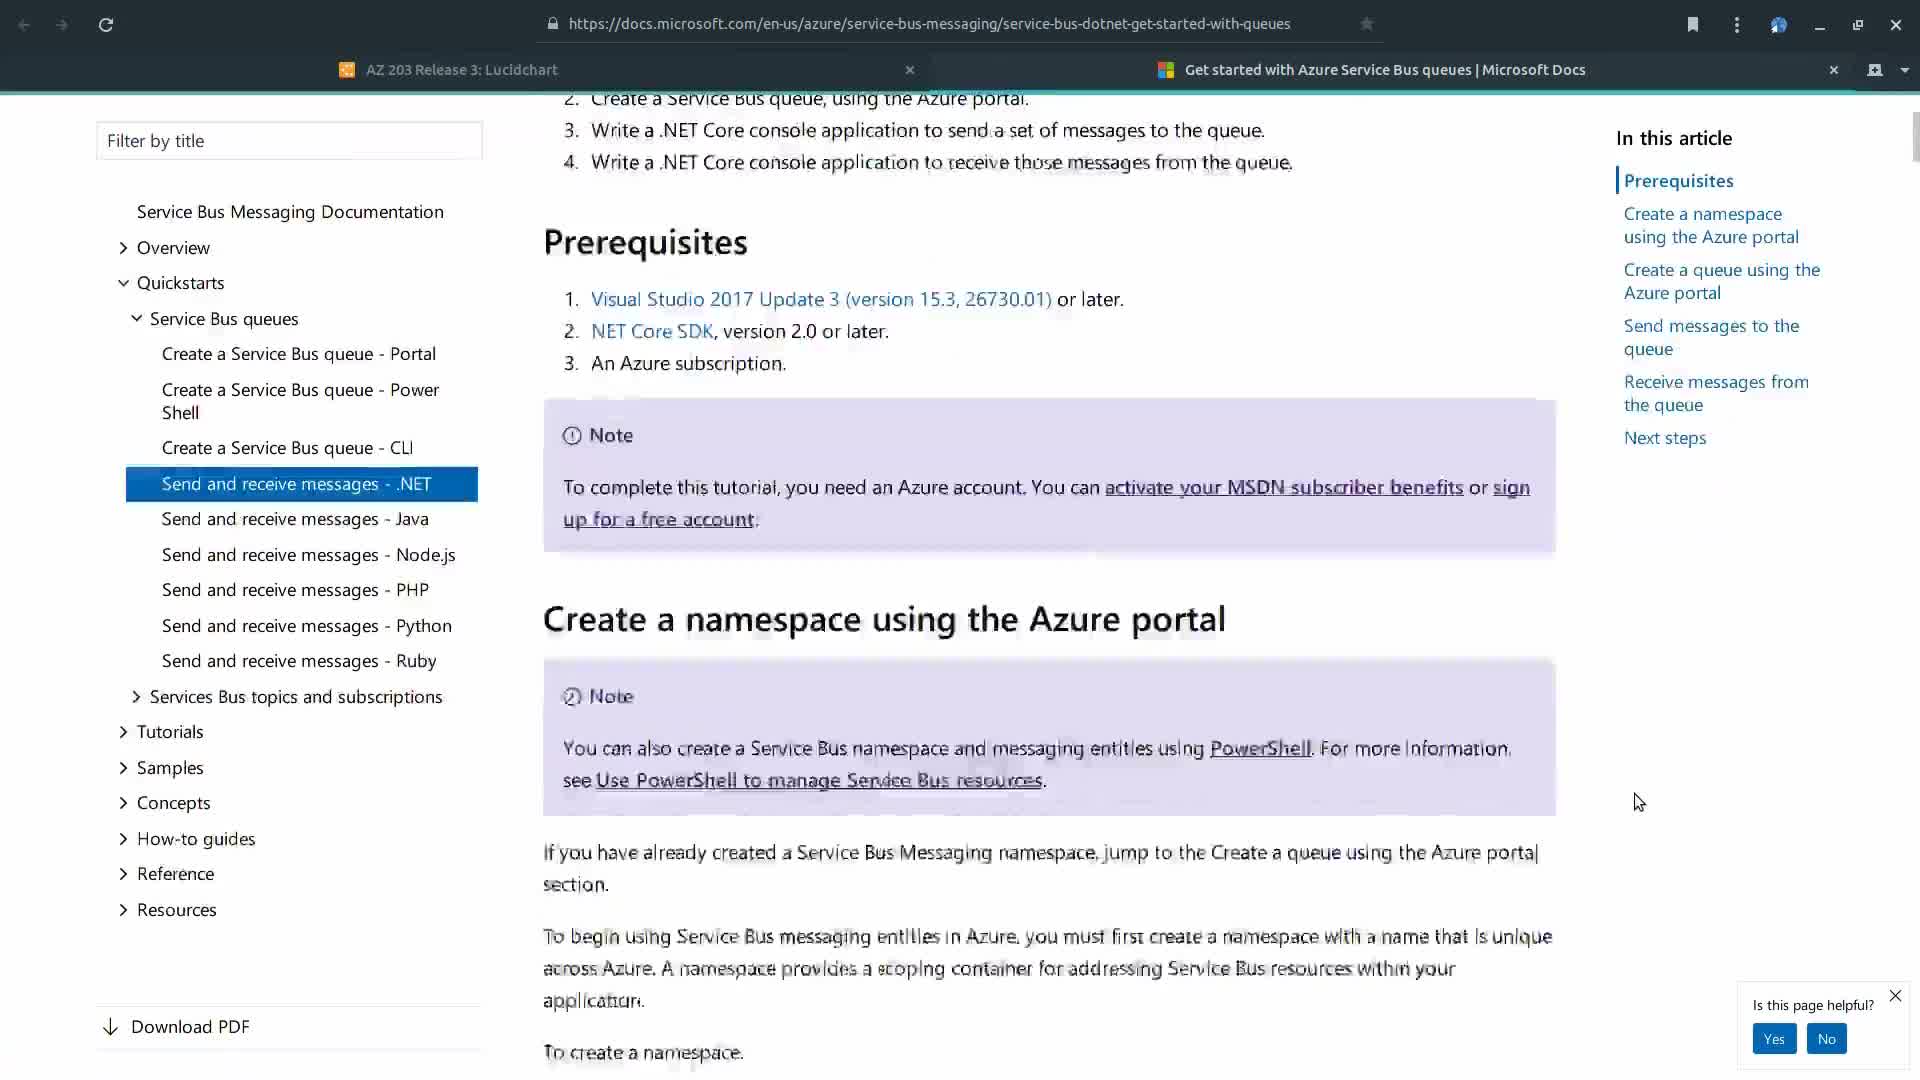 https://docs.microsoft.com/en-us/azure/service-bus-messaging/service-bus-dotnet-get-started-with-queues
AZ 203 Release 3: Lucidchart
Get started with Azure Service Bus queues | Microsoft Docs
Filter by title
Service Bus Messaging Documentation
Overview
Quickstarts
Service Bus queues
Create a Service Bus queue - Portal
Create a Service Bus queue - Power
Shell
Create a Service Bus queue - CLI
Send and receive messages - .NET
Send and receive messages - Java
Send and receive messages - Node.js
Send and receive messages - PHP
Send and receive messages - Python
Send and receive messages - Ruby
Services Bus topics and subscriptions
Tutorials
Samples
Concepts
How-to guides
Reference
Resources
Download PDF
2. Create a Service Bus queue, using the Azure portal.
3. Write a .NET Core console application to send a set of messages to the queue.
4. Write a .NET Core console application to receive those messages from the queue.
Prerequisites
1. Visual Studio 2017 Update 3 (version 15.3, 26730.01) or later.
2. NET Core SDK, version 2.0 or later.
3. An Azure subscription.
Note
To complete this tutorial, you need an Azure account. You can activate your MSDN subscriber benefits or sign
up for a free account.
Create a namespace using the Azure portal
Note
You can also create a Service Bus namespace and messaging entities using PowerShell. For more information,
see Use PowerShell to manage Service Bus resources.
If you have already created a Service Bus Messaging namespace, jump to the Create a queue using the Azure portal
section.
To begin using Service Bus messaging entities in Azure, you must first create a namespace with a name that is unique
across Azure. A namespace provides a scoping container for addressing Service Bus resources within your
application.
To create a namespace:
In this article
Prerequisites
Create a namespace
using the Azure portal
Create a queue using the
Azure portal
Send messages to the
queue
Receive messages from
the queue
Next steps
Is this page helpful?
Yes
No